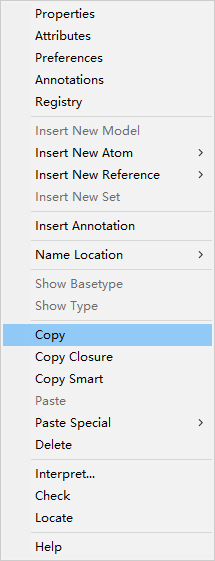 Properties
Attributes
Preferences
Annotations
Registry
Insert New Model
Insert New Atom
Insert New Reference
Insert New Set
Insert Annotation
Name Location
Show Basetype
Show Type
Copy
Copy Closure
Copy Smart
Paste
Paste Special
Delete
Interpret...
Check
Locate
Help